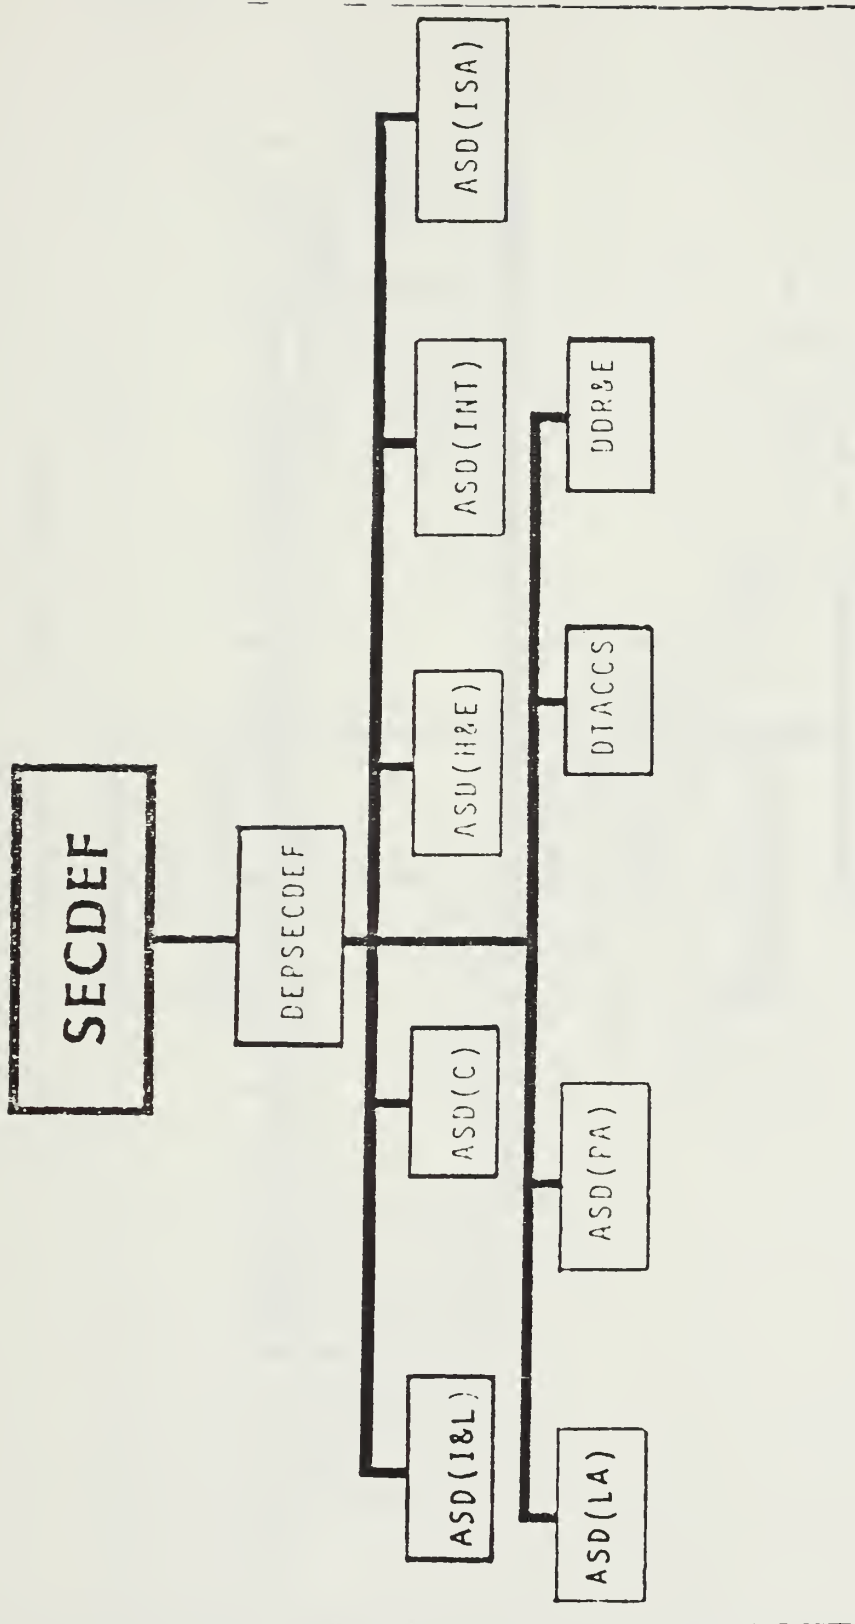 SECDEF
DEPSECDEF
ASD(I&L)
ASD(C)
ASD(H&E)
ASD(INT)
ASD(ISA)
ASD(LA)
ASD(PA)
DTACCS
DDR&E